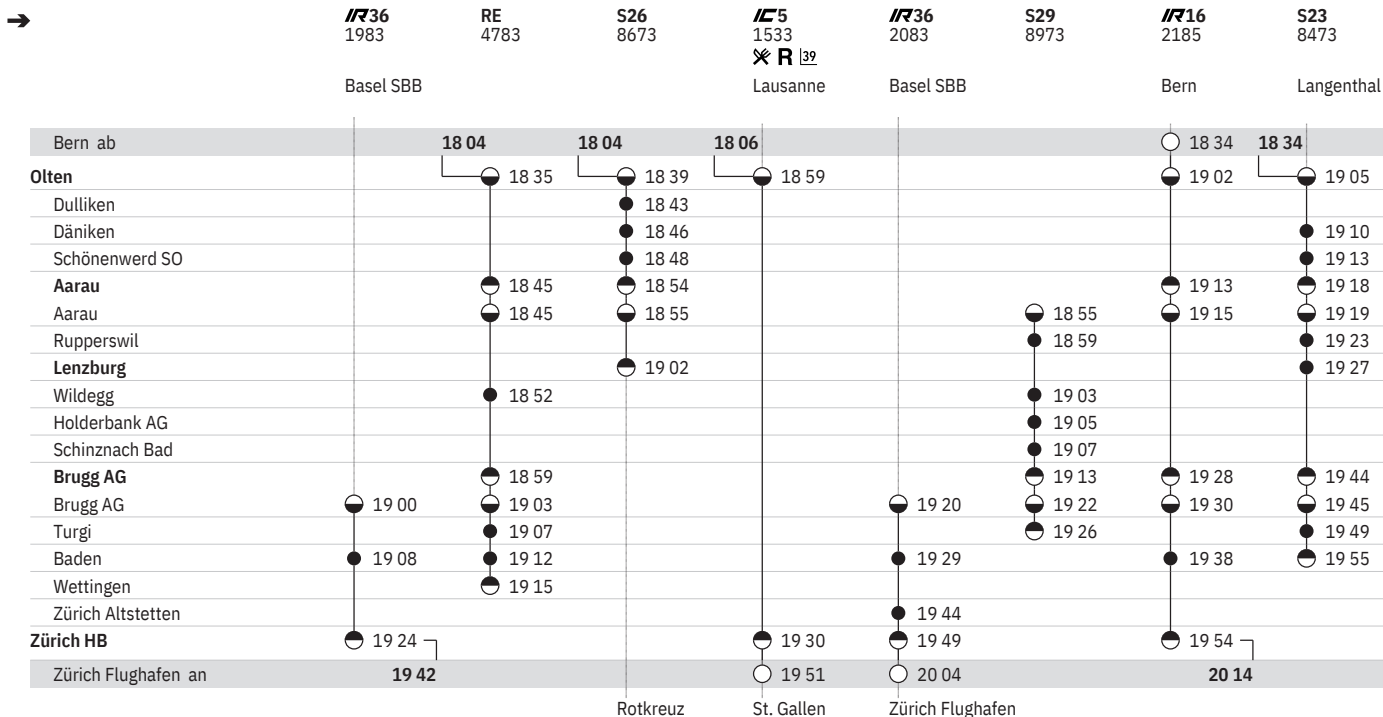 ➔ IR36 RE S26 IC5 IR36 S29 IR16 S23
1983 4783 8673 1533 2083 8973 2185 8473
R 39
Basel SBB Lausanne Basel SBB Bern Langenthal
Bern ab 18 04 18 04 18 06 18 34 18 34
Olten 18 35 18 39 18 59 19 02 19 05
Dulliken 18 43
Däniken 18 46 19 10
Schönenwerd SO 18 48 19 13
Aarau 18 45 18 54 19 13 19 18
Aarau 18 45 18 55 18 55 19 15 19 19
Rupperswil 18 59 19 23
Lenzburg 19 02 19 27
Wildegg 18 52 19 03
Holderbank AG 19 05
Schinznach Bad 19 07
Brugg AG 18 59 19 13 19 28 19 44
Brugg AG 19 00 19 03 19 20 19 22 19 30 19 45
Turgi 19 07 19 26 19 49
Baden 19 08 19 12 19 29 19 38 19 55
Wettingen 19 15
Zürich Altstetten 19 44
Zürich HB 19 24 19 30 19 49 19 54
Zürich Flughafen an 19 42 19 51 20 04 20 14
Rotkreuz St. Gallen Zürich Flughafen